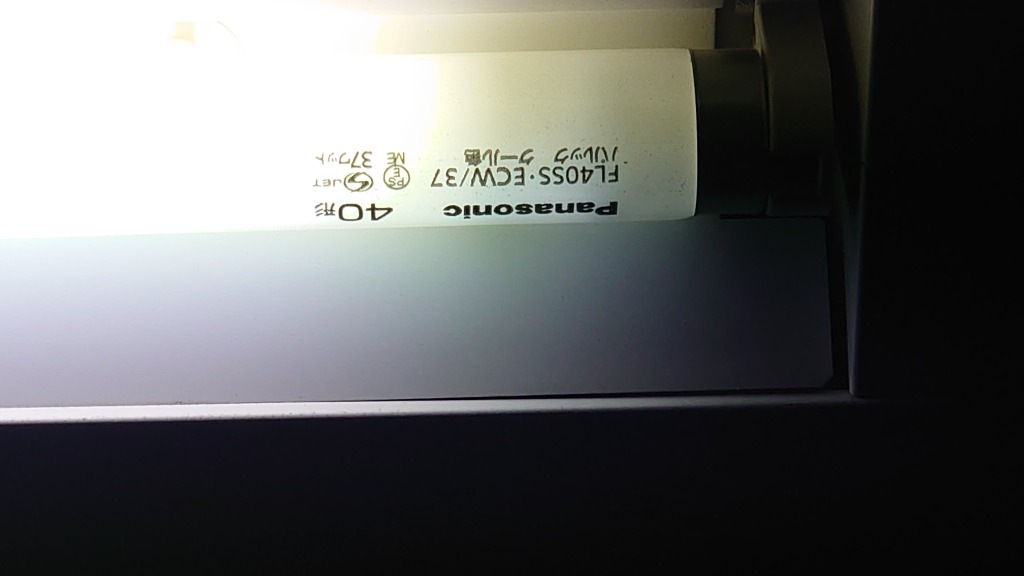 Panasonic 40形
FL40SS・ECW/37 PS E JET
パルック クール色 ME 37ワット